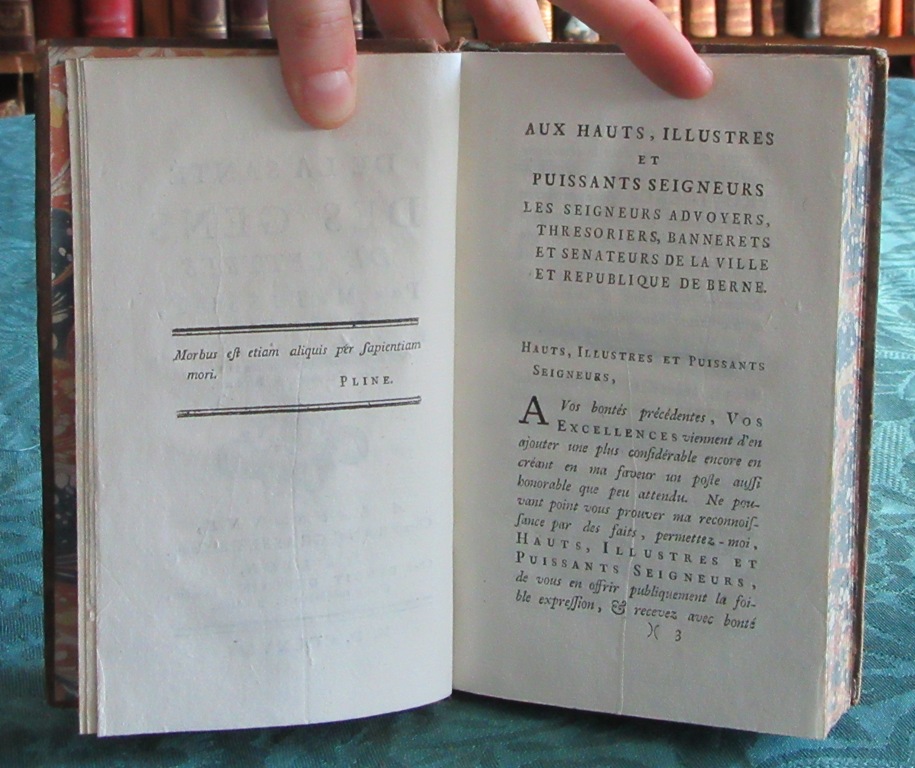 Morbus eſt etiam aliquis per ſapientiam
mori.
PLINE.
AUX HAUTS, ILLUSTRES
ET
PUISSANTS SEIGNEURS
LES SEIGNEURS ADVOYERS,
THRESORIERS, BANNERETS
ET SENATEURS DE LA VILLE
ET REPUBLIQUE DE BERNE.
HAUTS, ILLUSTRES ET PUISSANTS
SEIGNEURS,
A Vos bontés précédentes, VOS
EXCELLENCES viennent d'en
ajouter une plus conſidérable encore en
créant en ma faveur un poſte auſſi
honorable que peu attendu. Ne pou-
vant point vous prouver ma reconnoiſ-
ſance par des faits, permettez-moi,
HAUTS, ILLUSTRES ET
PUISSANTS SEIGNEURS,
de vous en offrir publiquement la foi-
ble expreſſion, & recevez avec bonté
)( 3